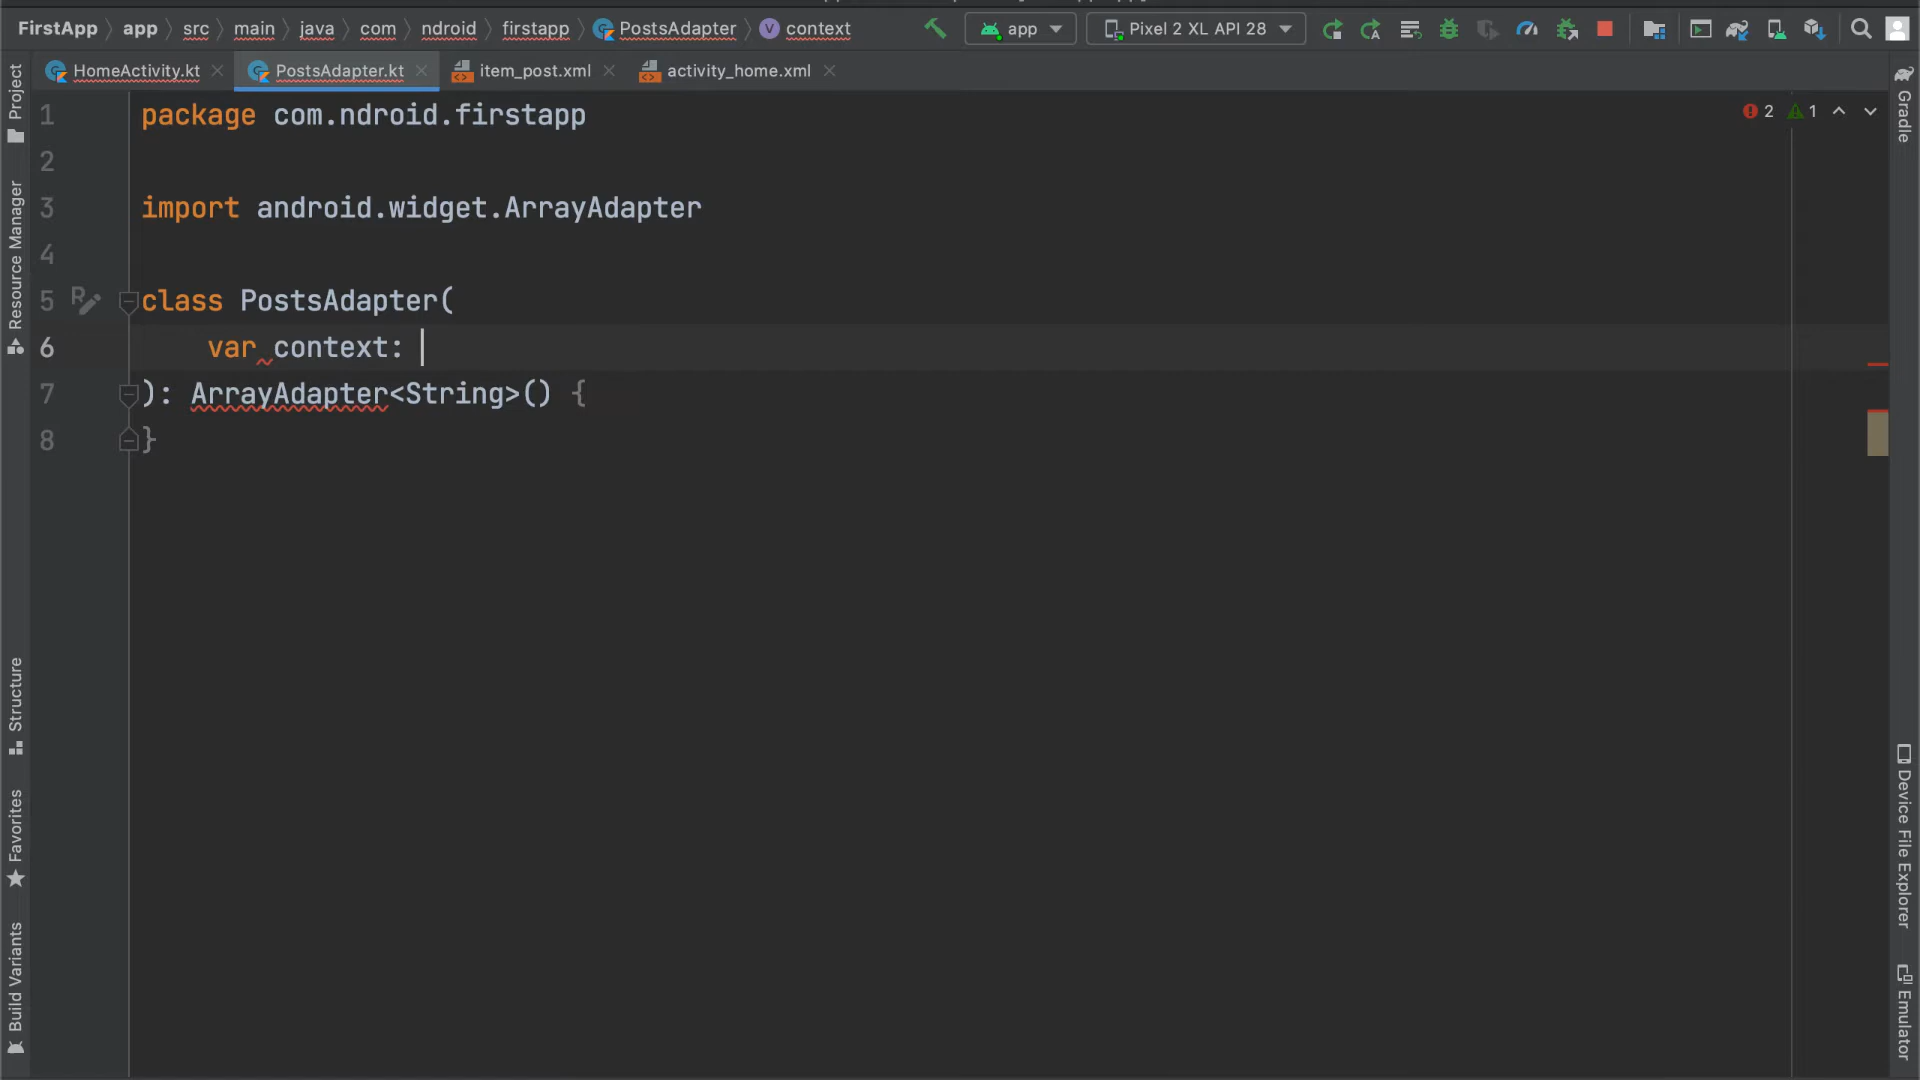 FirstApp app src main java com ndroid firstapp PostsAdapter context app Pixel 2 XL API 28
HomeActivity.kt PostsAdapter.kt item_post.xml activity_home.xml
2 1
1 package com.ndroid.firstapp
2
3 import android.widget.ArrayAdapter
4
5 class PostsAdapter(
6 var context:
7 ): ArrayAdapter<String>() {
8 }
Project
Resource Manager
Structure
Favorites
Build Variants
Gradle
Device File Explorer
Emulator